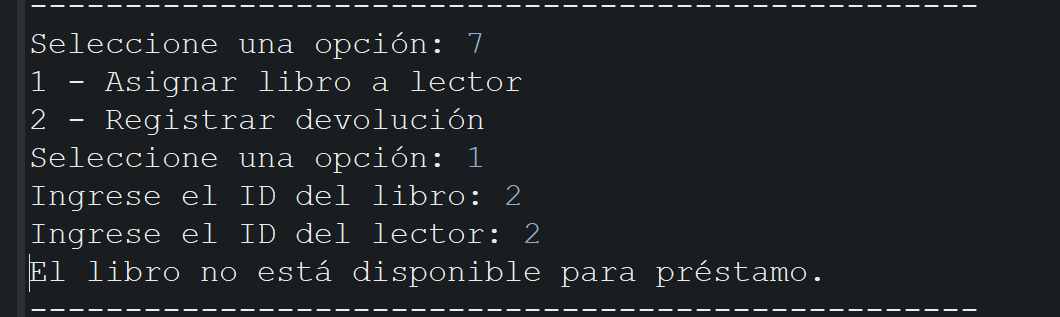 --------------------------------------------------
Seleccione una opción: 7
1 - Asignar libro a lector
2 - Registrar devolución
Seleccione una opción: 1
Ingrese el ID del libro: 2
Ingrese el ID del lector: 2
El libro no está disponible para préstamo.
--------------------------------------------------